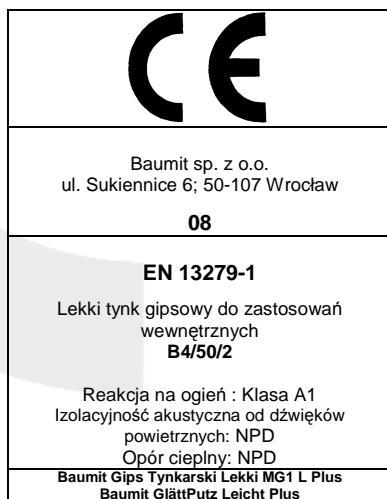 CE
Baumit sp. z o.o.
ul. Sukiennice 6; 50-107 Wrocław
08
EN 13279-1
Lekki tynk gipsowy do zastosowań
wewnętrznych
B4/50/2
Reakcja na ogień : Klasa A1
Izolacyjność akustyczna od dźwięków
powietrznych: NPD
Opór cieplny: NPD
Baumit Gips Tynkarski Lekki MG1 L Plus
Baumit GlättPutz Leicht Plus